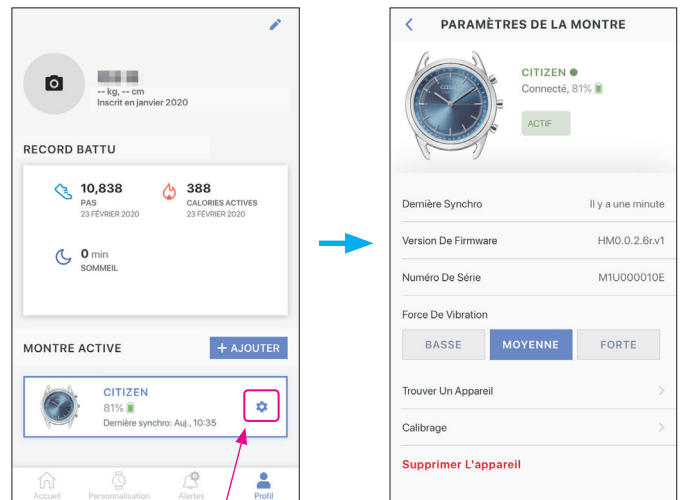 -- kg, -- cm
Inscrit en janvier 2020
RECORD BATTU
10,838
PAS
23 FÉVRIER 2020
388
CALORIES ACTIVES
23 FÉVRIER 2020
0 min
SOMMEIL
MONTRE ACTIVE
+ AJOUTER
CITIZEN
81%
Dernière synchro: Auj., 10:35
Accueil
Personnalisation
Alertes
Profil
PARAMÈTRES DE LA MONTRE
CITIZEN
Connecté, 81%
ACTIF
Dernière Synchro
Il y a une minute
Version De Firmware
HM0.0.2.6r.v1
Numéro De Série
M1U000010E
Force De Vibration
BASSE
MOYENNE
FORTE
Trouver Un Appareil
Calibrage
Supprimer L'appareil